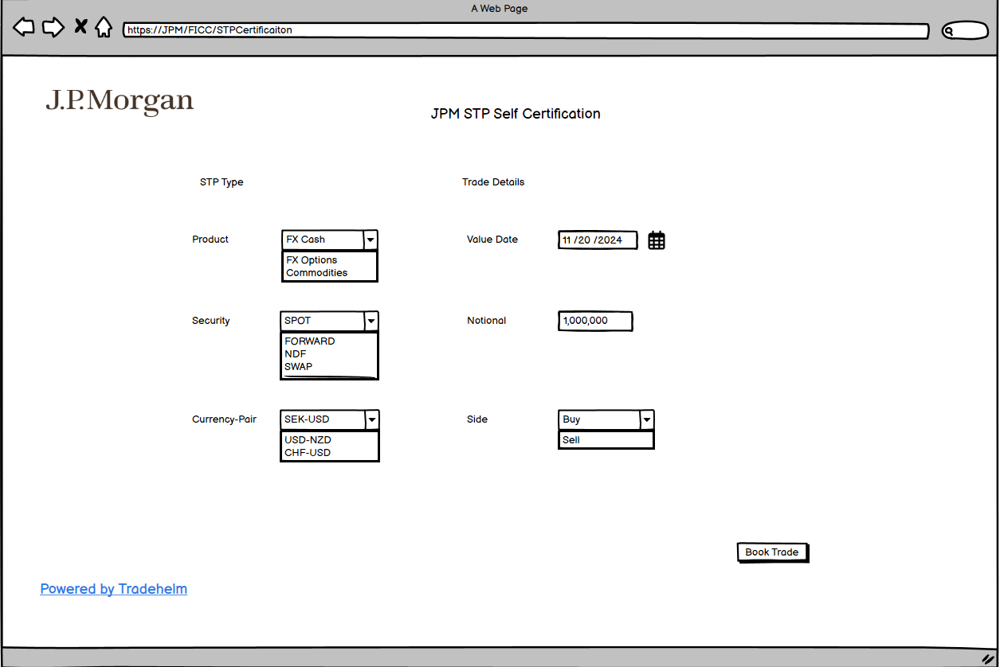 A Web Page
https://JPM/FICC/STPCertificaiton
J.P.Morgan
JPM STP Self Certification
STP Type
Trade Details
Product
FX Cash
FX Options
Commodities
Value Date
11 /20 /2024
Security
SPOT
FORWARD
NDF
SWAP
Notional
1,000,000
Currency-Pair
SEK-USD
USD-NZD
CHF-USD
Side
Buy
Sell
Book Trade
Powered by Tradehelm